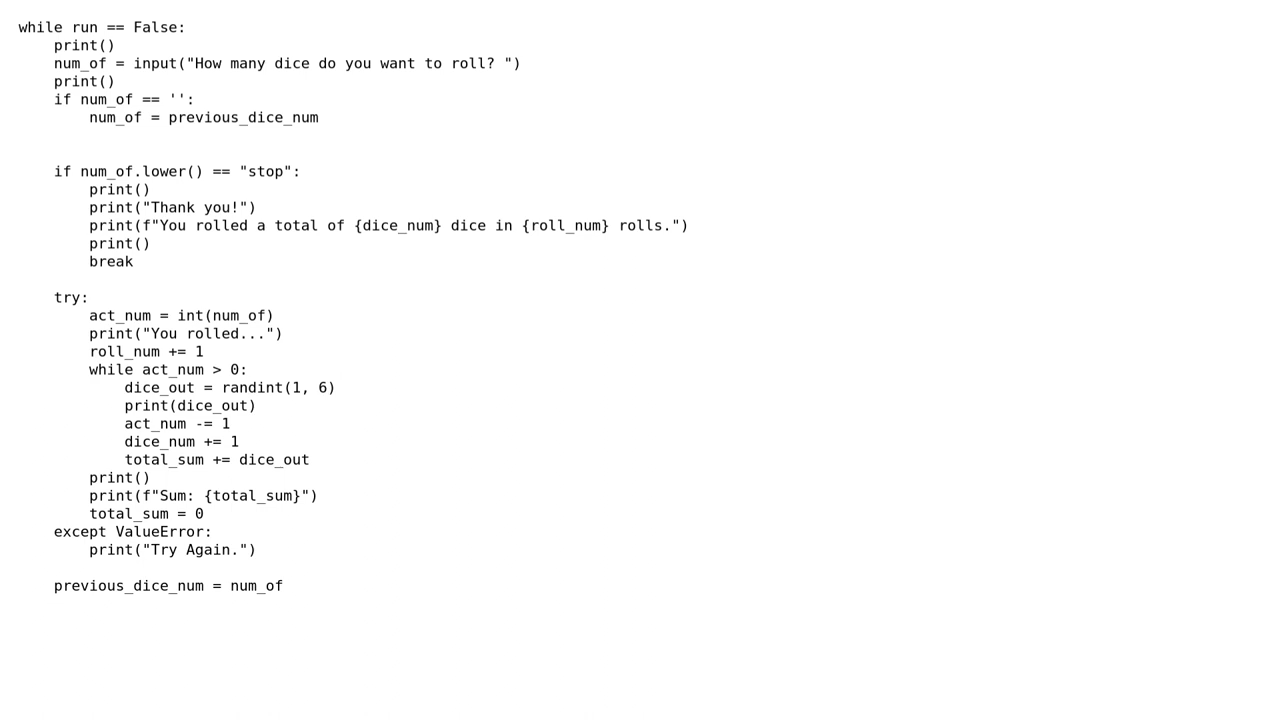 while run == False:
    print()
    num_of = input("How many dice do you want to roll? ")
    print()
    if num_of == '':
        num_of = previous_dice_num


    if num_of.lower() == "stop":
        print()
        print("Thank you!")
        print(f"You rolled a total of {dice_num} dice in {roll_num} rolls.")
        print()
        break

    try:
        act_num = int(num_of)
        print("You rolled...")
        roll_num += 1
        while act_num > 0:
            dice_out = randint(1, 6)
            print(dice_out)
            act_num -= 1
            dice_num += 1
            total_sum += dice_out
        print()
        print(f"Sum: {total_sum}")
        total_sum = 0
    except ValueError:
        print("Try Again.")

    previous_dice_num = num_of